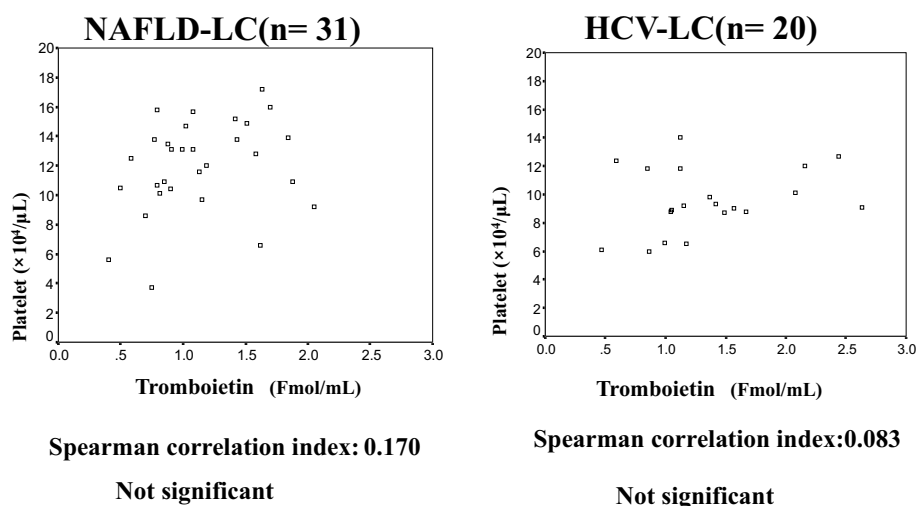 NAFLD-LC(n= 31)
20
18
16
14
12
10
8
6
4
2
0
Platelet (×10⁴/μL)
0.0 .5 1.0 1.5 2.0 2.5 3.0
Tromboietin (Fmol/mL)
Spearman correlation index: 0.170
Not significant
HCV-LC(n= 20)
20
18
16
14
12
10
8
6
4
2
0
Platelet (×10⁴/μL)
0.0 .5 1.0 1.5 2.0 2.5 3.0
Tromboietin (Fmol/mL)
Spearman correlation index:0.083
Not significant